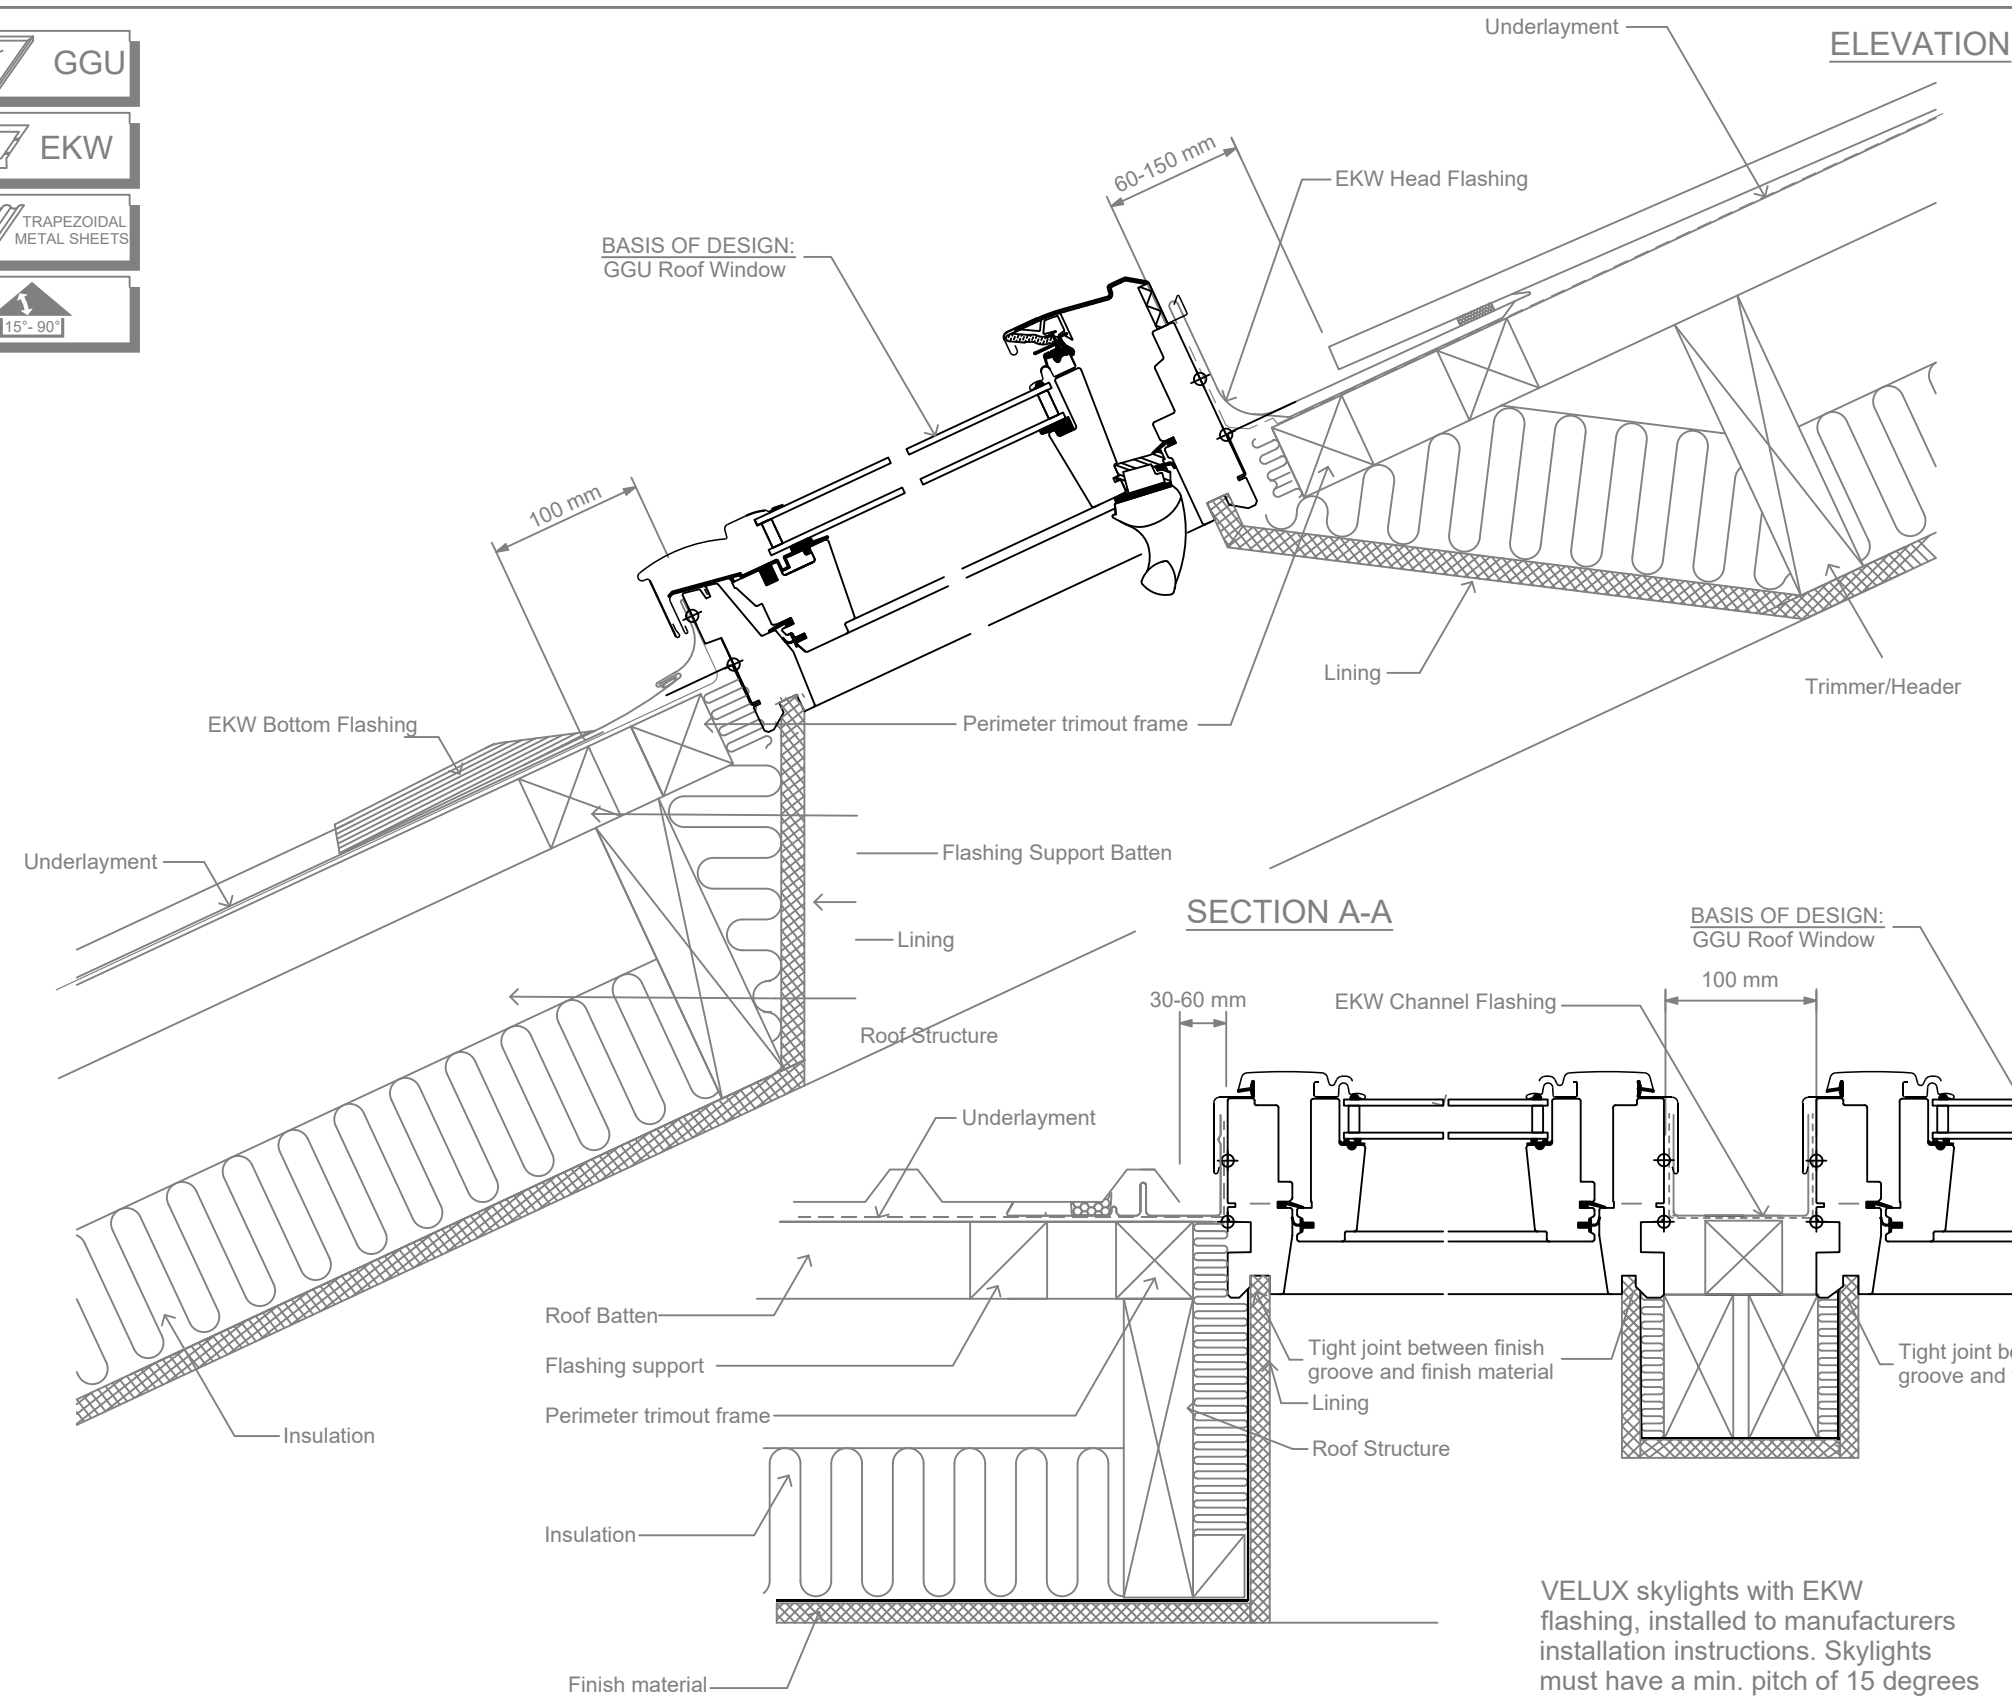 GGU
EKW
TRAPEZOIDAL
METAL SHEETS
15°- 90°
Underlayment
ELEVATION
60-150 mm
EKW Head Flashing
BASIS OF DESIGN:
GGU Roof Window
100 mm
Lining
Trimmer/Header
EKW Bottom Flashing
Perimeter trimout frame
Underlayment
Flashing Support Batten
Lining
Roof Structure
Insulation
SECTION A-A
BASIS OF DESIGN:
GGU Roof Window
30-60 mm
EKW Channel Flashing
100 mm
Underlayment
Roof Batten
Flashing support
Perimeter trimout frame
Tight joint between finish
groove and finish material
Lining
Roof Structure
Tight joint
groove and
Insulation
Finish material
VELUX skylights with EKW
flashing, installed to manufacturers
installation instructions. Skylights
must have a min. pitch of 15 degrees